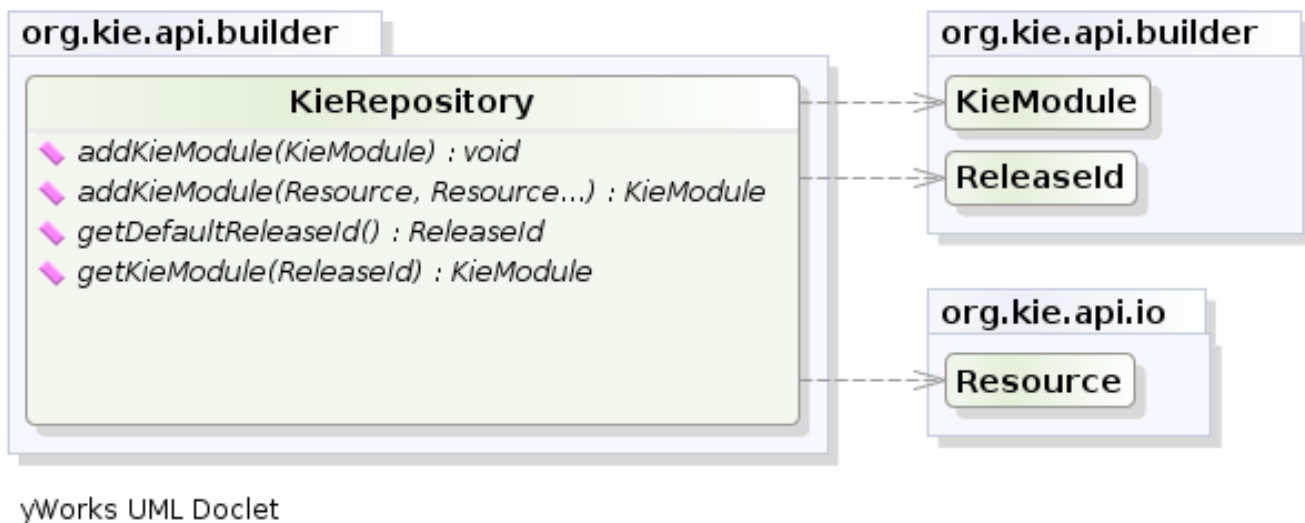 org.kie.api.builder
KieRepository
addKieModule(KieModule) : void
addKieModule(Resource, Resource...) : KieModule
getDefaultReleaseId() : ReleaseId
getKieModule(ReleaseId) : KieModule
org.kie.api.builder
KieModule
ReleaseId
org.kie.api.io
Resource
yWorks UML Doclet